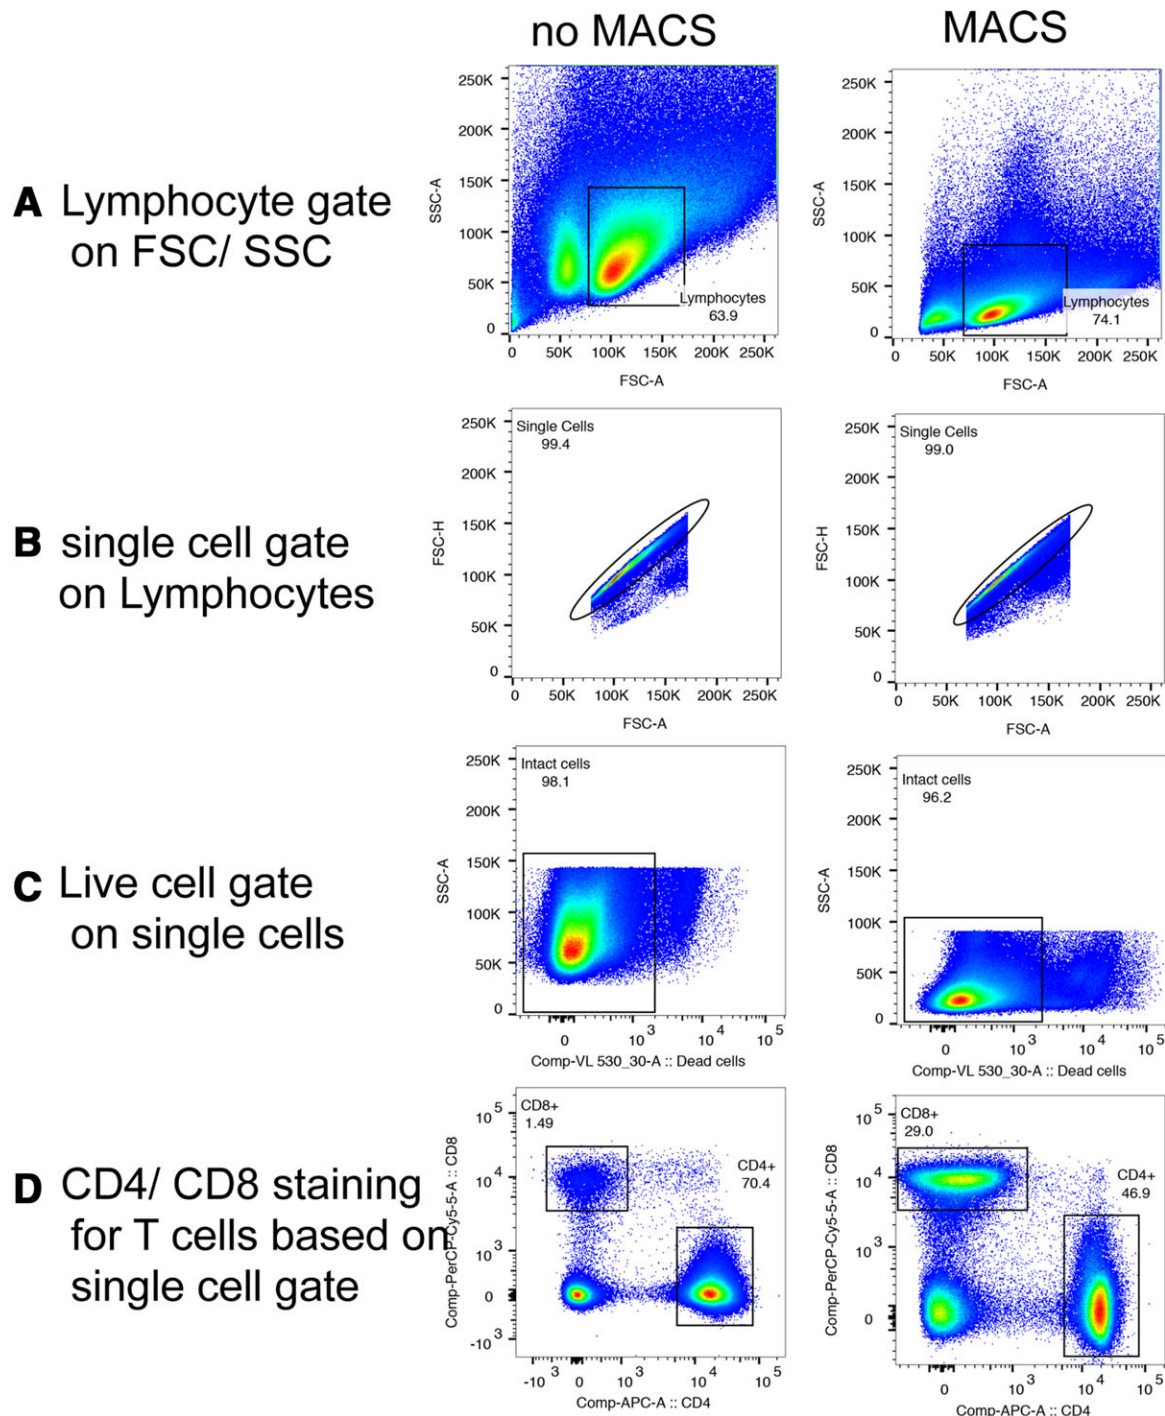 no MACS
MACS
A Lymphocyte gate
on FSC/ SSC
250K
200K
150K
100K
50K
0
SSC-A
Lymphocytes
63.9
0 50K 100K 150K 200K 250K
FSC-A
250K
200K
150K
100K
50K
0
SSC-A
Lymphocytes
74.1
0 50K 100K 150K 200K 250K
FSC-A
B single cell gate
on Lymphocytes
250K
200K
150K
100K
50K
0
FSC-H
Single Cells
99.4
0 50K 100K 150K 200K 250K
FSC-A
250K
200K
150K
100K
50K
0
FSC-H
Single Cells
99.0
0 50K 100K 150K 200K 250K
FSC-A
C Live cell gate
on single cells
250K
200K
150K
100K
50K
0
SSC-A
Intact cells
98.1
0 10 3 10 4 10 5
Comp-VL 530_30-A :: Dead cells
250K
200K
150K
100K
50K
0
SSC-A
Intact cells
96.2
0 10 3 10 4 10 5
Comp-VL 530_30-A :: Dead cells
D CD4/ CD8 staining
for T cells based on
single cell gate
10 5
10 4
10 3
0
-10 3
Comp-PerCP-Cy5-5-A :: CD8
CD8+
1.49
CD4+
70.4
-10 3 0 10 3 10 4 10 5
Comp-APC-A :: CD4
10 5
10 4
10 3
0
Comp-PerCP-Cy5-5-A :: CD8
CD8+
29.0
CD4+
46.9
0 10 3 10 4 10 5
Comp-APC-A :: CD4